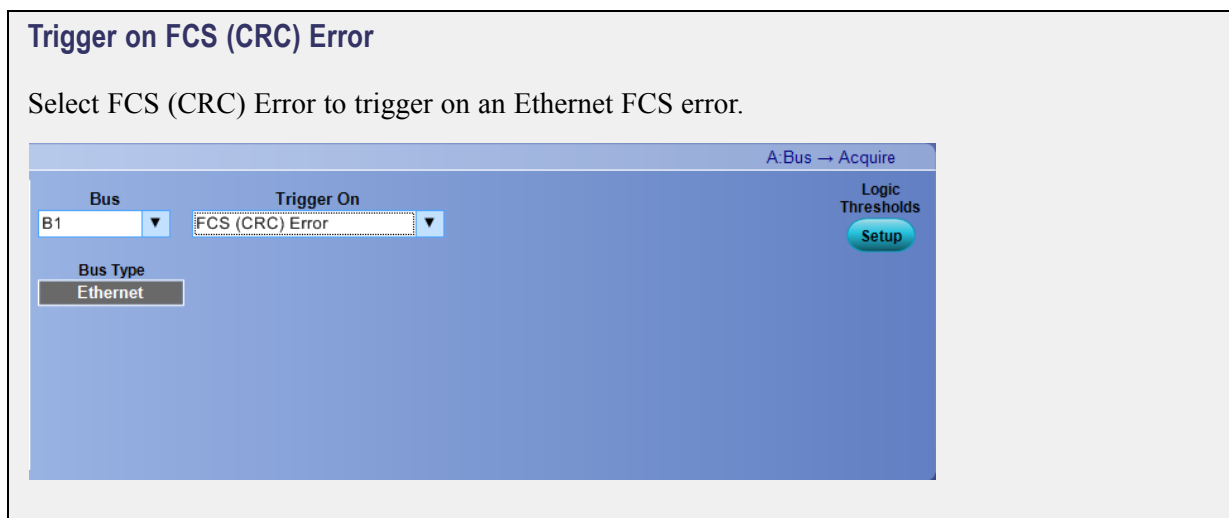 Trigger on FCS (CRC) Error
Select FCS (CRC) Error to trigger on an Ethernet FCS error.
A:Bus → Acquire
Bus
Trigger On
Logic
Thresholds
B1
FCS (CRC) Error
Setup
Bus Type
Ethernet